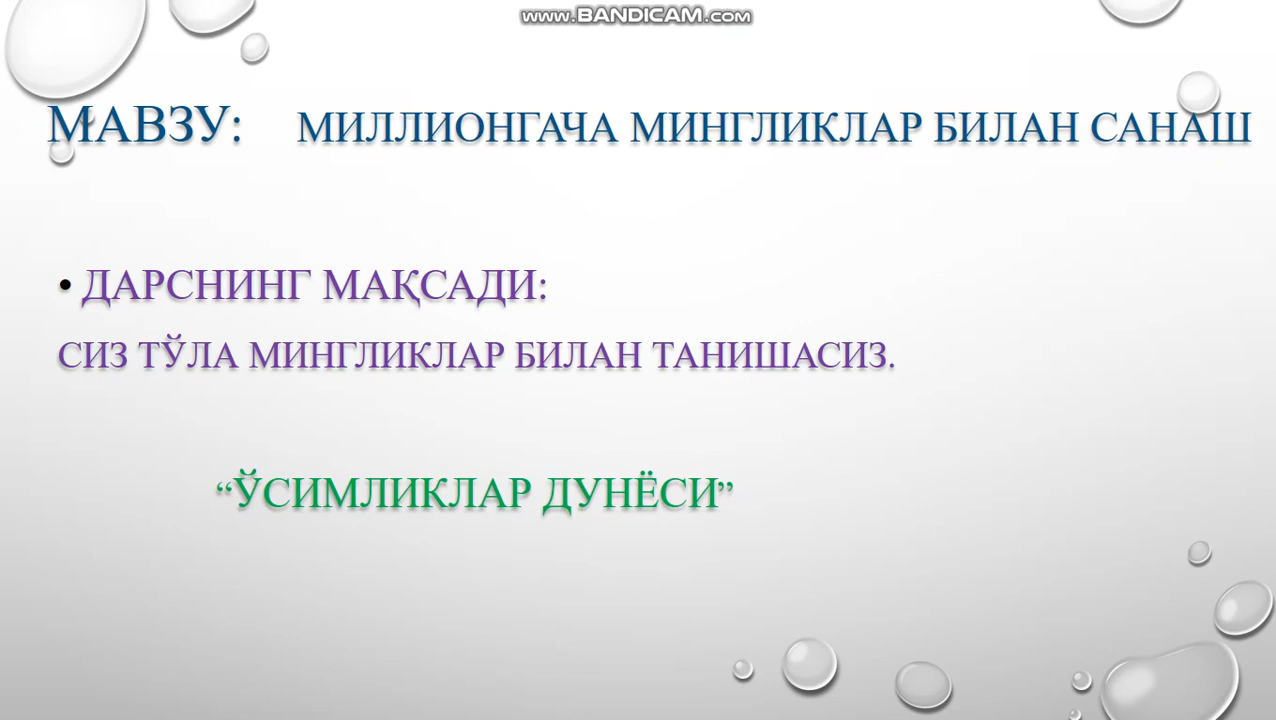 www.BANDICAM.com
МАВЗУ: МИЛЛИОНГАЧА МИНГЛИКЛАР БИЛАН САНАШ
• ДАРСНИНГ МАҚСАДИ:
СИЗ ТЎЛА МИНГЛИКЛАР БИЛАН ТАНИШАСИЗ.
“ЎСИМЛИКЛАР ДУНЁСИ”